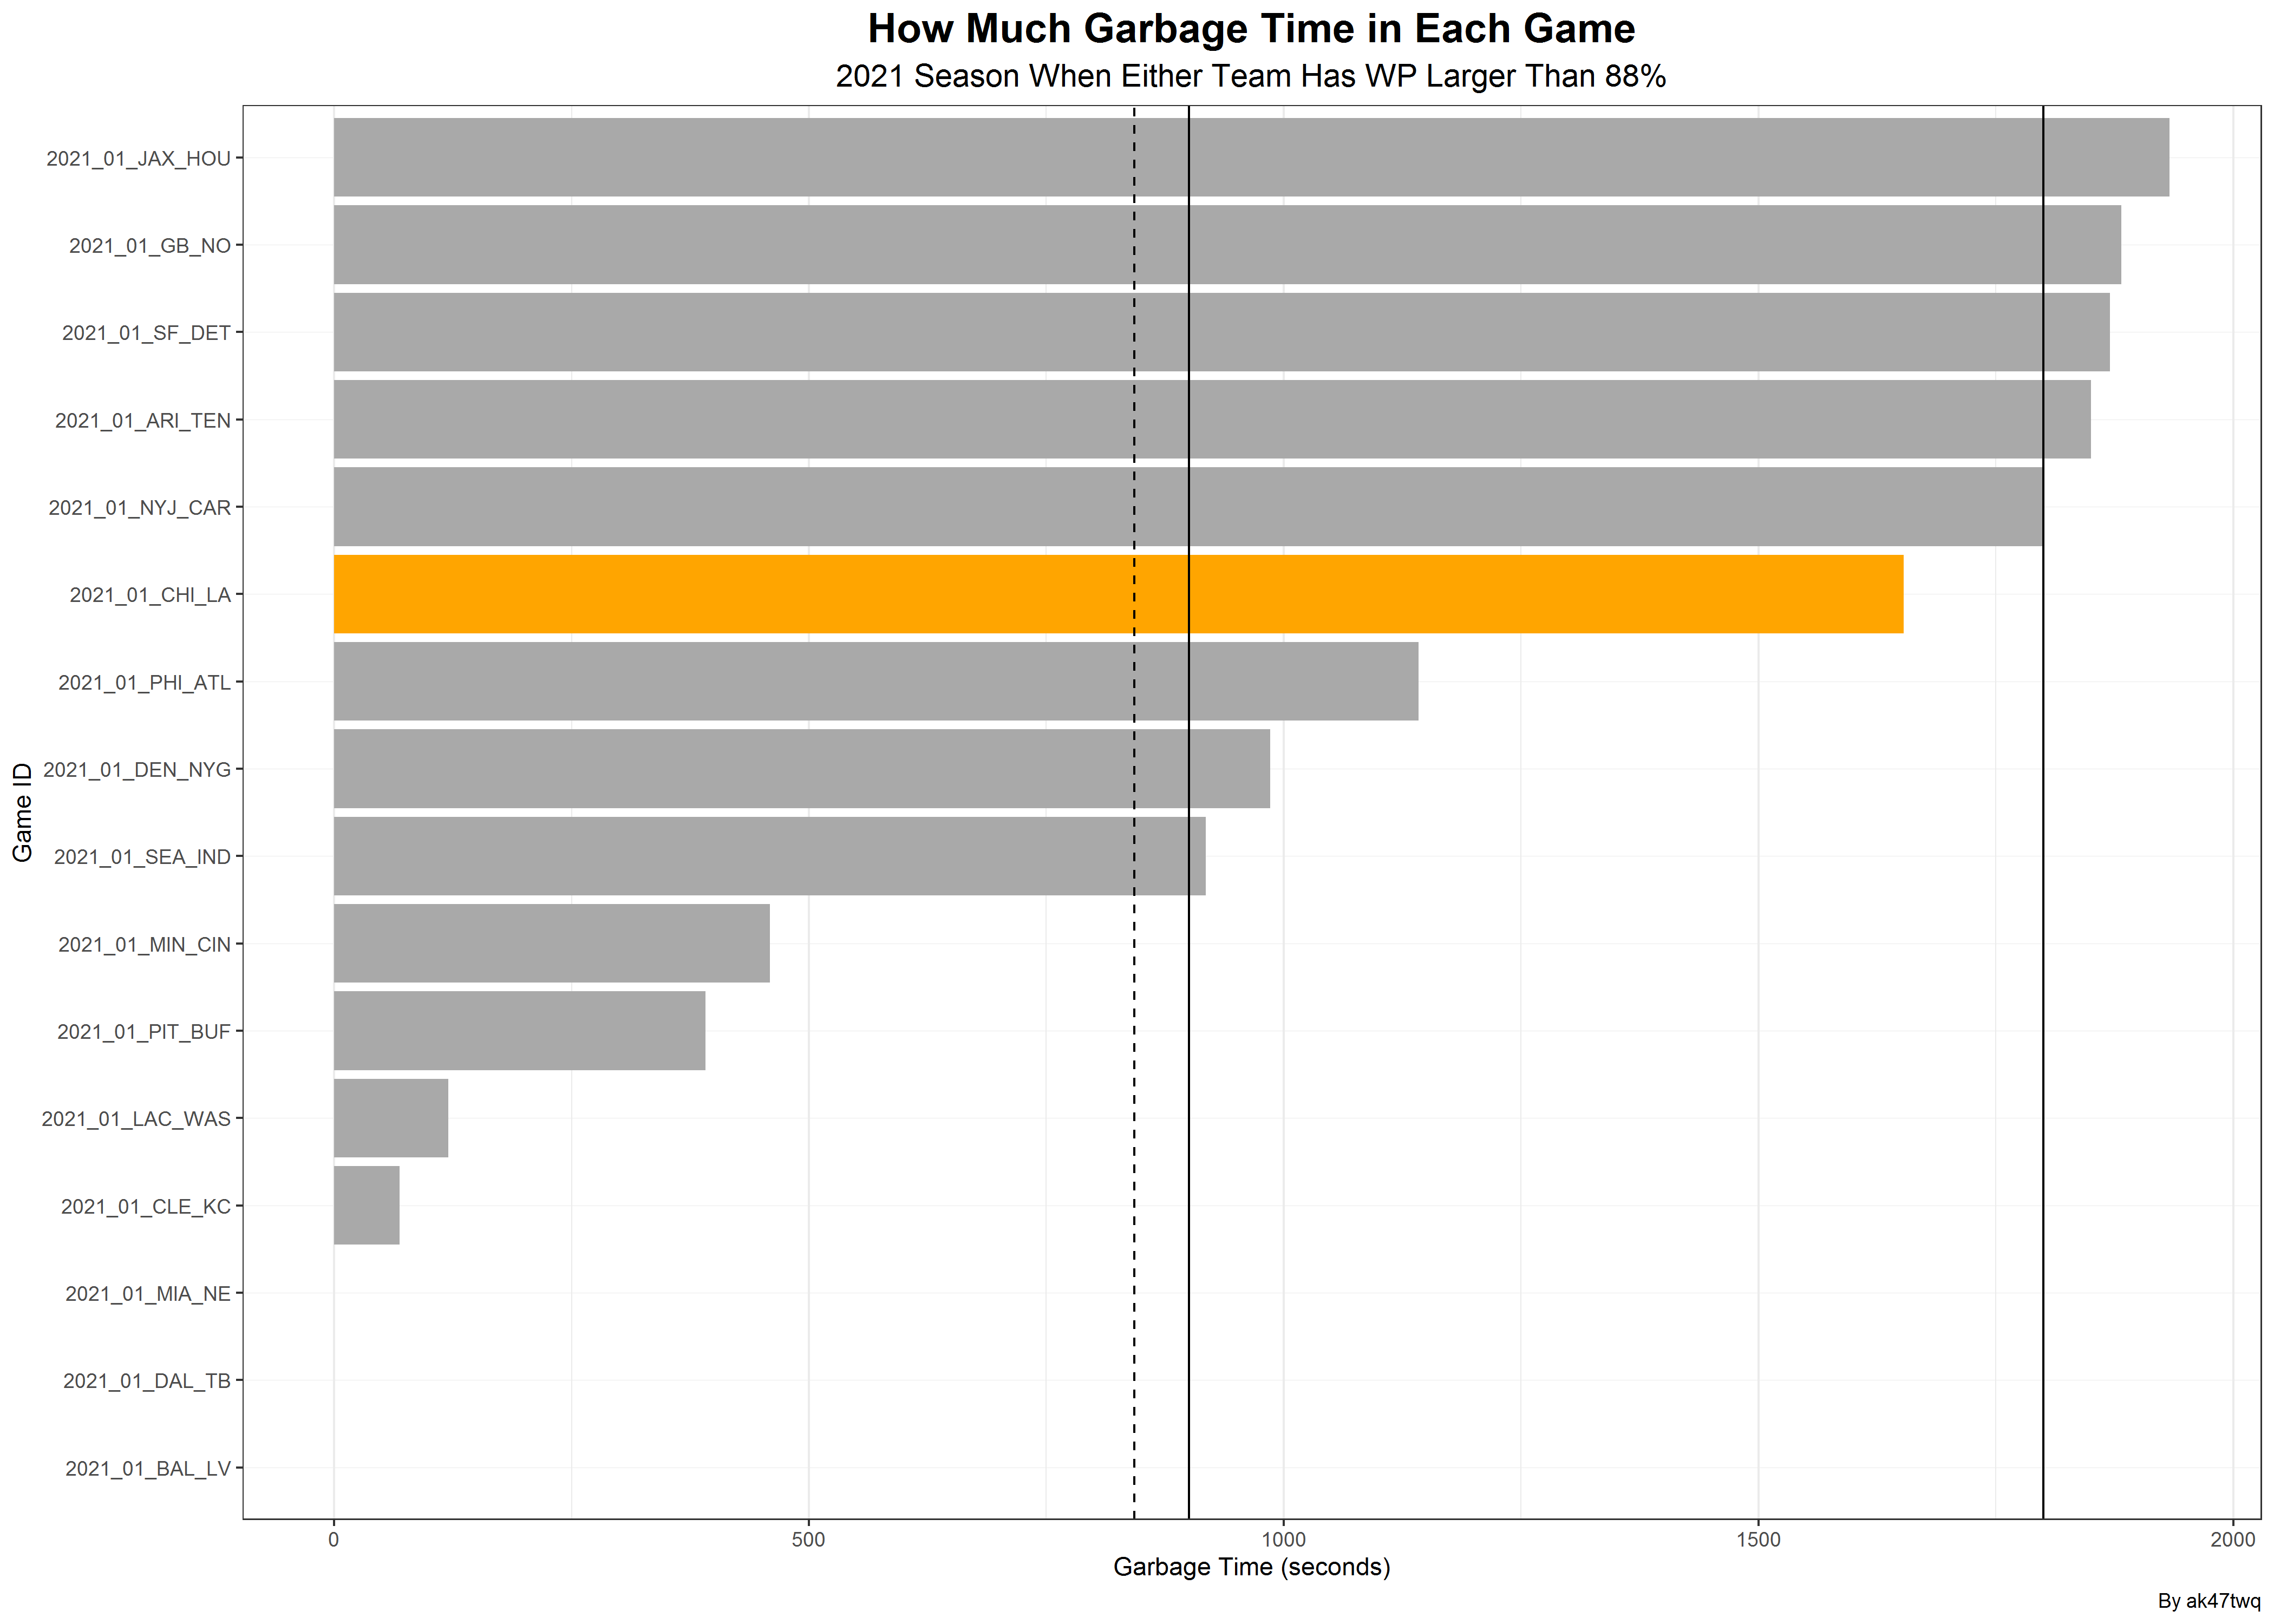 How Much Garbage Time in Each Game
2021 Season When Either Team Has WP Larger Than 88%
Game ID
2021_01_JAX_HOU
2021_01_GB_NO
2021_01_SF_DET
2021_01_ARI_TEN
2021_01_NYJ_CAR
2021_01_CHI_LA
2021_01_PHI_ATL
2021_01_DEN_NYG
2021_01_SEA_IND
2021_01_MIN_CIN
2021_01_PIT_BUF
2021_01_LAC_WAS
2021_01_CLE_KC
2021_01_MIA_NE
2021_01_DAL_TB
2021_01_BAL_LV
0 500 1000 1500 2000
Garbage Time (seconds)
By ak47twq